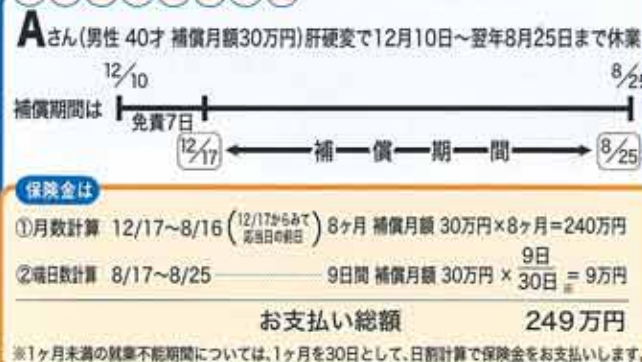 Aさん(男性 40才 補償月額30万円)肝硬変で12月10日〜翌年8月25日まで休業
12/10
8/25
補償期間は
免責7日
12/17 補償期間 8/25
保険金は
①月数計算 12/17〜8/16(12/17からみて応当日の前日)8ヶ月 補償月額 30万円×8ヶ月=240万円
②端日数計算 8/17〜8/25 9日間 補償月額 30万円×9日/30日※=9万円
お支払い総額 249万円
※1ヶ月未満の就業不能期間については、1ヶ月を30日として、日割計算で保険金をお支払いします